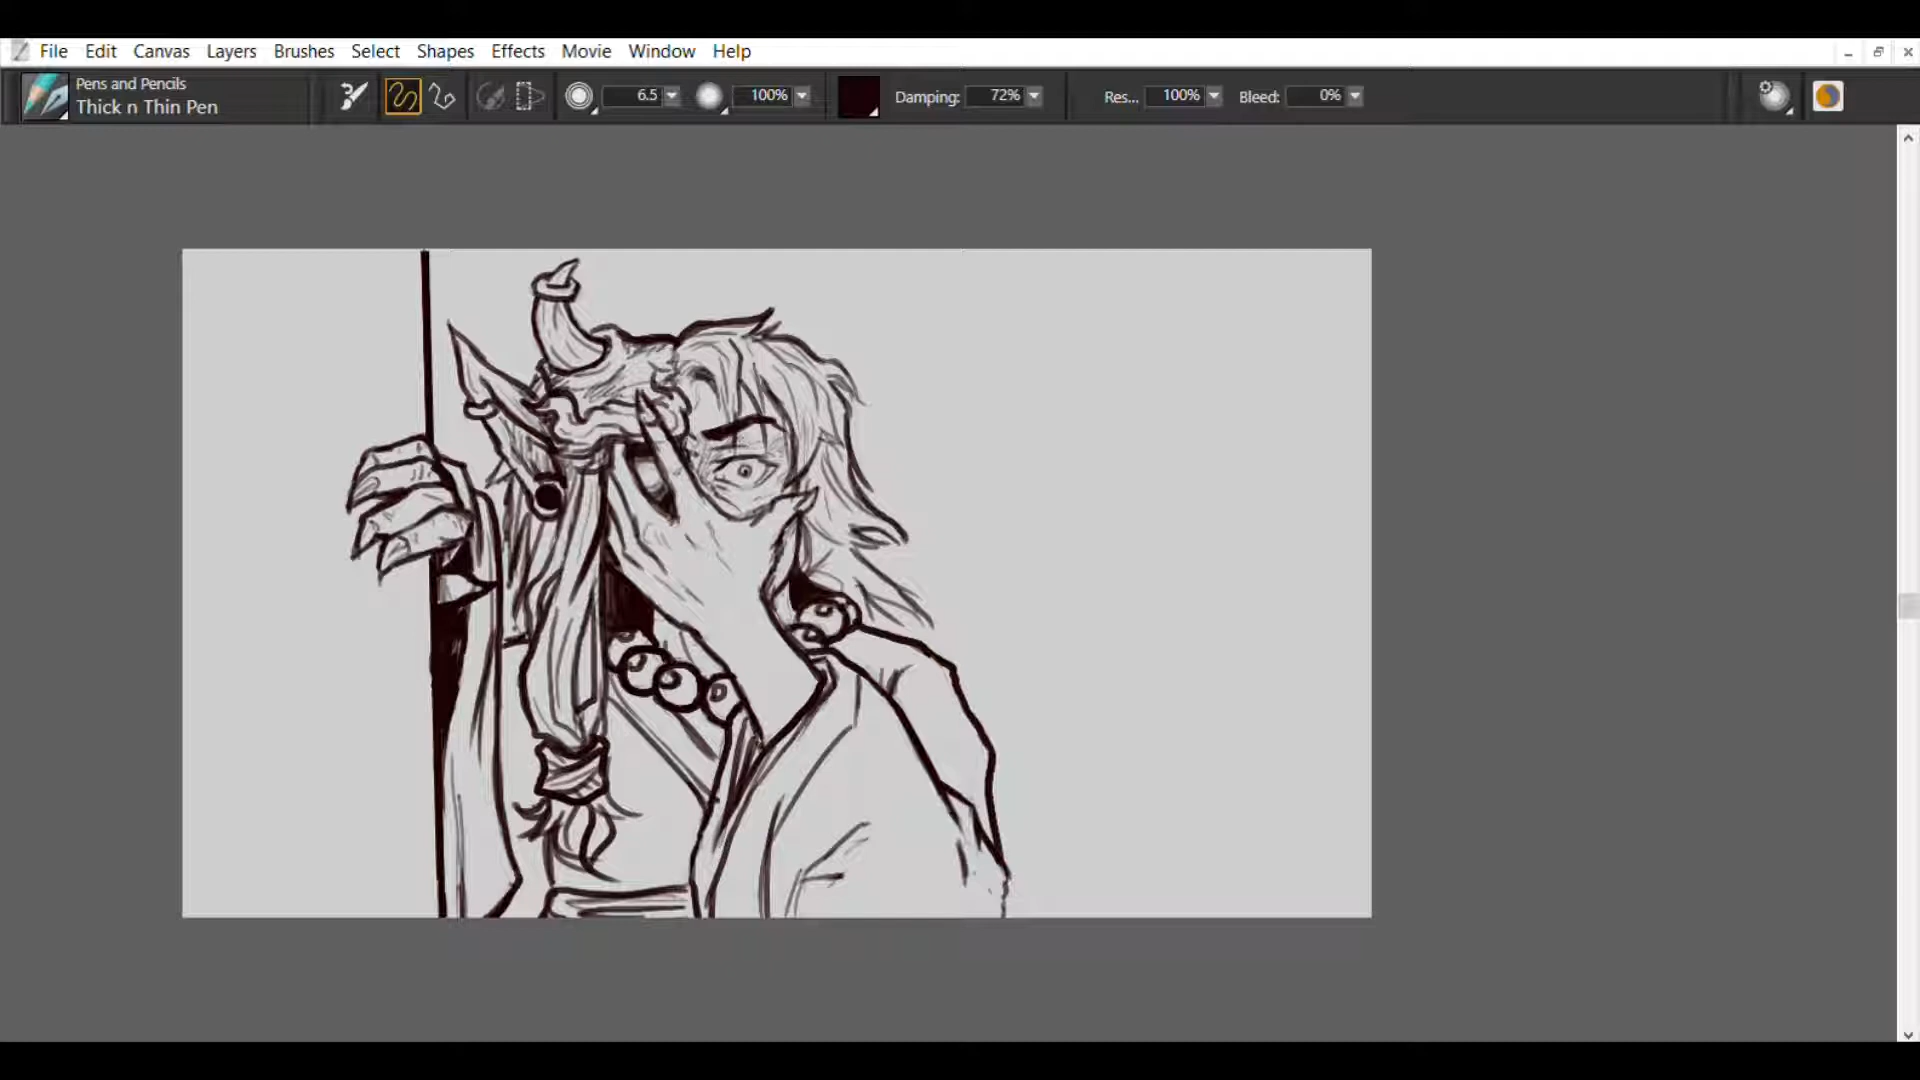 File Edit Canvas Layers Brushes Select Shapes Effects Movie Window Help
Pens and Pencils
Thick n Thin Pen
6.5 100% Damping: 72% Res... 100% Bleed: 0%